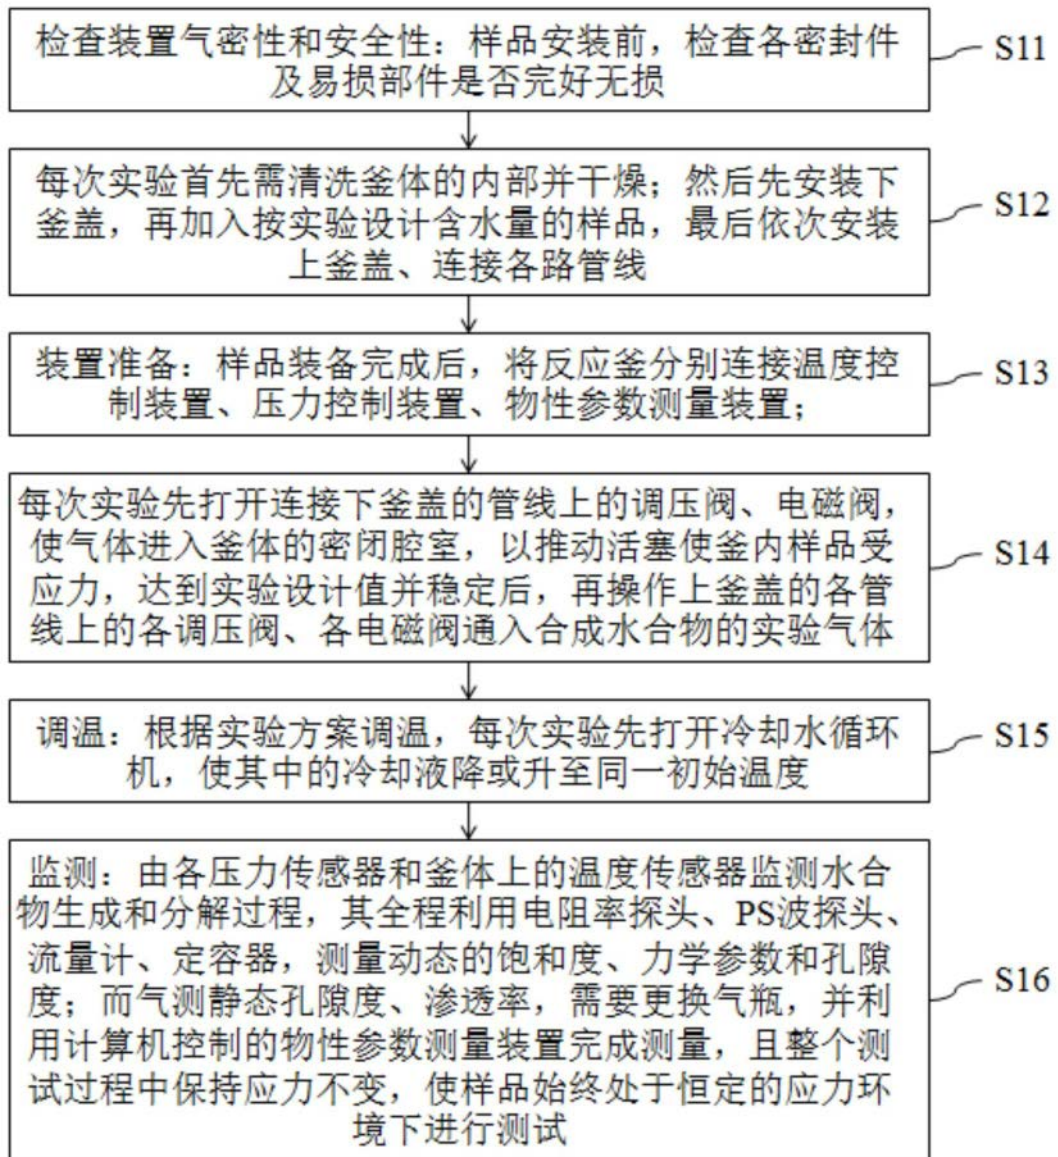 检查装置气密性和安全性：样品安装前，检查各密封件
及易损部件是否完好无损
S11
每次实验首先需清洗釜体的内部并干燥；然后先安装下
釜盖，再加入按实验设计含水量的样品，最后依次安装
上釜盖、连接各路管线
S12
装置准备：样品装备完成后，将反应釜分别连接温度控
制装置、压力控制装置、物性参数测量装置；
S13
每次实验先打开连接下釜盖的管线上的调压阀、电磁阀，
使气体进入釜体的密闭腔室，以推动活塞使釜内样品受
应力，达到实验设计值并稳定后，再操作上釜盖的各管
线上的各调压阀、各电磁阀通入合成水合物的实验气体
S14
调温：根据实验方案调温，每次实验先打开冷却水循环
机，使其中的冷却液降或升至同一初始温度
S15
监测：由各压力传感器和釜体上的温度传感器监测水合
物生成和分解过程，其全程利用电阻率探头、PS波探头、
流量计、定容器，测量动态的饱和度、力学参数和孔隙
度；而气测静态孔隙度、渗透率，需要更换气瓶，并利
用计算机控制的物性参数测量装置完成测量，且整个测
试过程中保持应力不变，使样品始终处于恒定的应力环
境下进行测试
S16